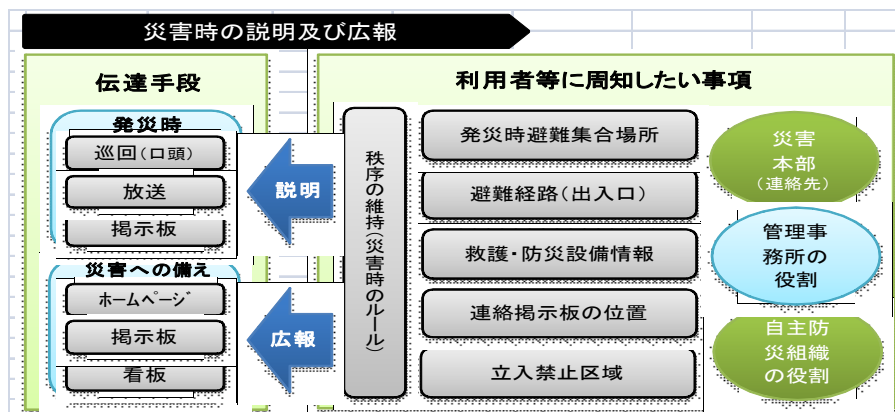 災害時の説明及び広報
伝達手段
発災時
巡回(口頭)
放送
掲示板
災害への備え
ホームページ
掲示板
看板
説明
広報
利用者等に周知したい事項
秩序の維持(災害時のルール)
発災時避難集合場所
避難経路(出入口)
救護・防災設備情報
連絡掲示板の位置
立入禁止区域
災害
本部
(連絡先)
管理事
務所の
役割
自主防
災組織
の役割